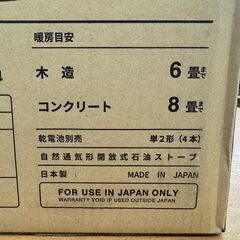 暖房目安
木造 6畳まで
コンクリート 8畳まで
乾電池別売 単2形(4本)
自然通気形開放式石油ストーブ
日本製 MADE IN JAPAN
FOR USE IN JAPAN ONLY
WARRANTY VOID IF USED OUTSIDE JAPAN